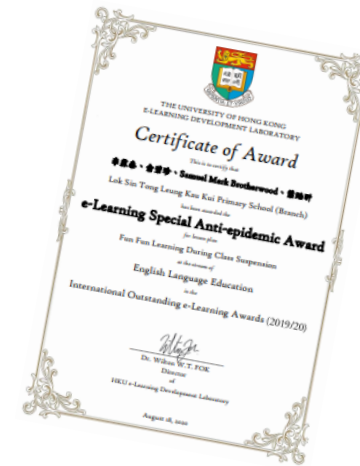 THE UNIVERSITY OF HONG KONG
E-LEARNING DEVELOPMENT LABORATORY
Certificate of Award
This is to certify that
Samuel Mark Brotherwood
Lok Sin Tong Leung Kau Kui Primary School (Branch)
has been awarded the
e-Learning Special Anti-epidemic Award
for lesson plan
Fun Fun Learning During Class Suspension
at the stream of
English Language Education
in the
International Outstanding e-Learning Awards (2019/20)
Dr. Wilton W.T. FOK
Director
of
HKU e-Learning Development Laboratory
August 18, 2020